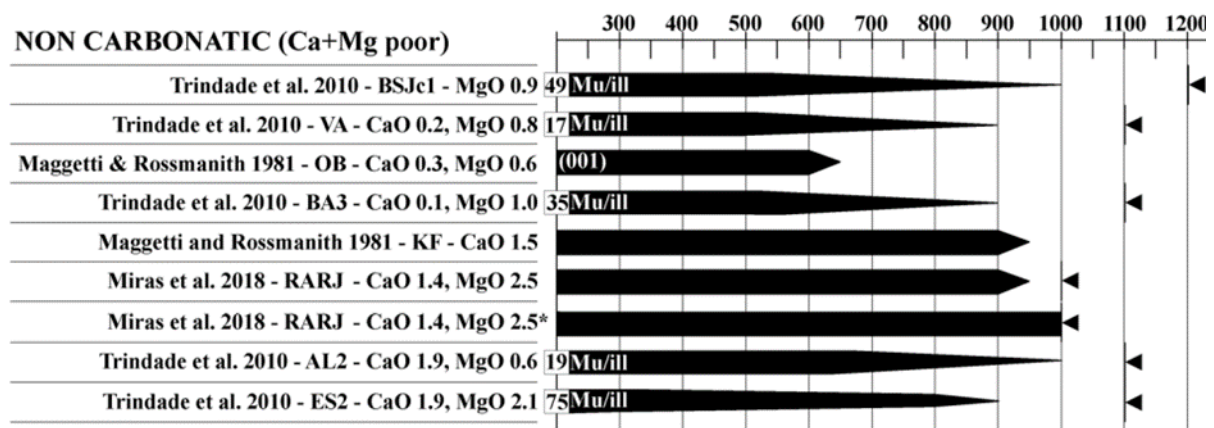 300 400 500 600 700 800 900 1000 1100 1200
NON CARBONATIC (Ca+Mg poor)
Trindade et al. 2010 - BSJc1 - MgO 0.9 49 Mu/ill
Trindade et al. 2010 - VA - CaO 0.2, MgO 0.8 17 Mu/ill
Maggetti & Rossmanith 1981 - OB - CaO 0.3, MgO 0.6 (001)
Trindade et al. 2010 - BA3 - CaO 0.1, MgO 1.0 35 Mu/ill
Maggetti and Rossmanith 1981 - KF - CaO 1.5
Miras et al. 2018 - RARJ - CaO 1.4, MgO 2.5
Miras et al. 2018 - RARJ - CaO 1.4, MgO 2.5*
Trindade et al. 2010 - AL2 - CaO 1.9, MgO 0.6 19 Mu/ill
Trindade et al. 2010 - ES2 - CaO 1.9, MgO 2.1 75 Mu/ill